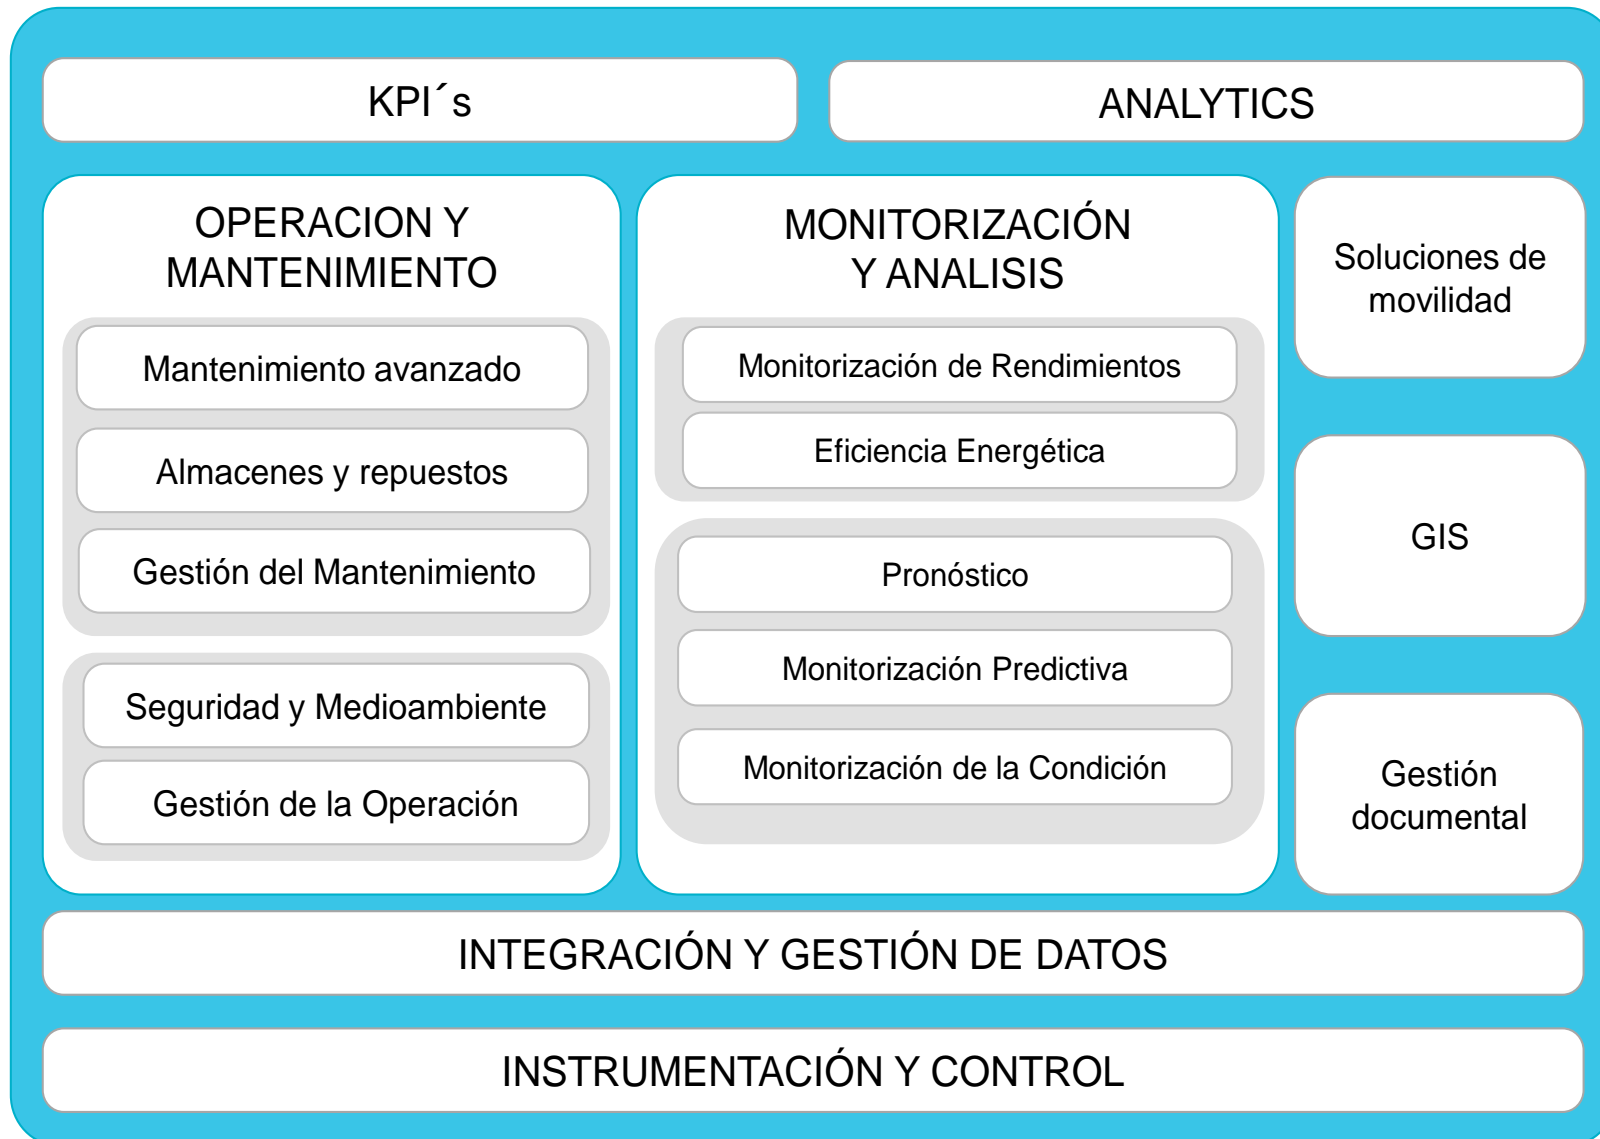 KPI´s
ANALYTICS
OPERACION Y
MANTENIMIENTO
Mantenimiento avanzado
Almacenes y repuestos
Gestión del Mantenimiento
Seguridad y Medioambiente
Gestión de la Operación
MONITORIZACIÓN
Y ANALISIS
Monitorización de Rendimientos
Eficiencia Energética
Pronóstico
Monitorización Predictiva
Monitorización de la Condición
Soluciones de
movilidad
GIS
Gestión
documental
INTEGRACIÓN Y GESTIÓN DE DATOS
INSTRUMENTACIÓN Y CONTROL